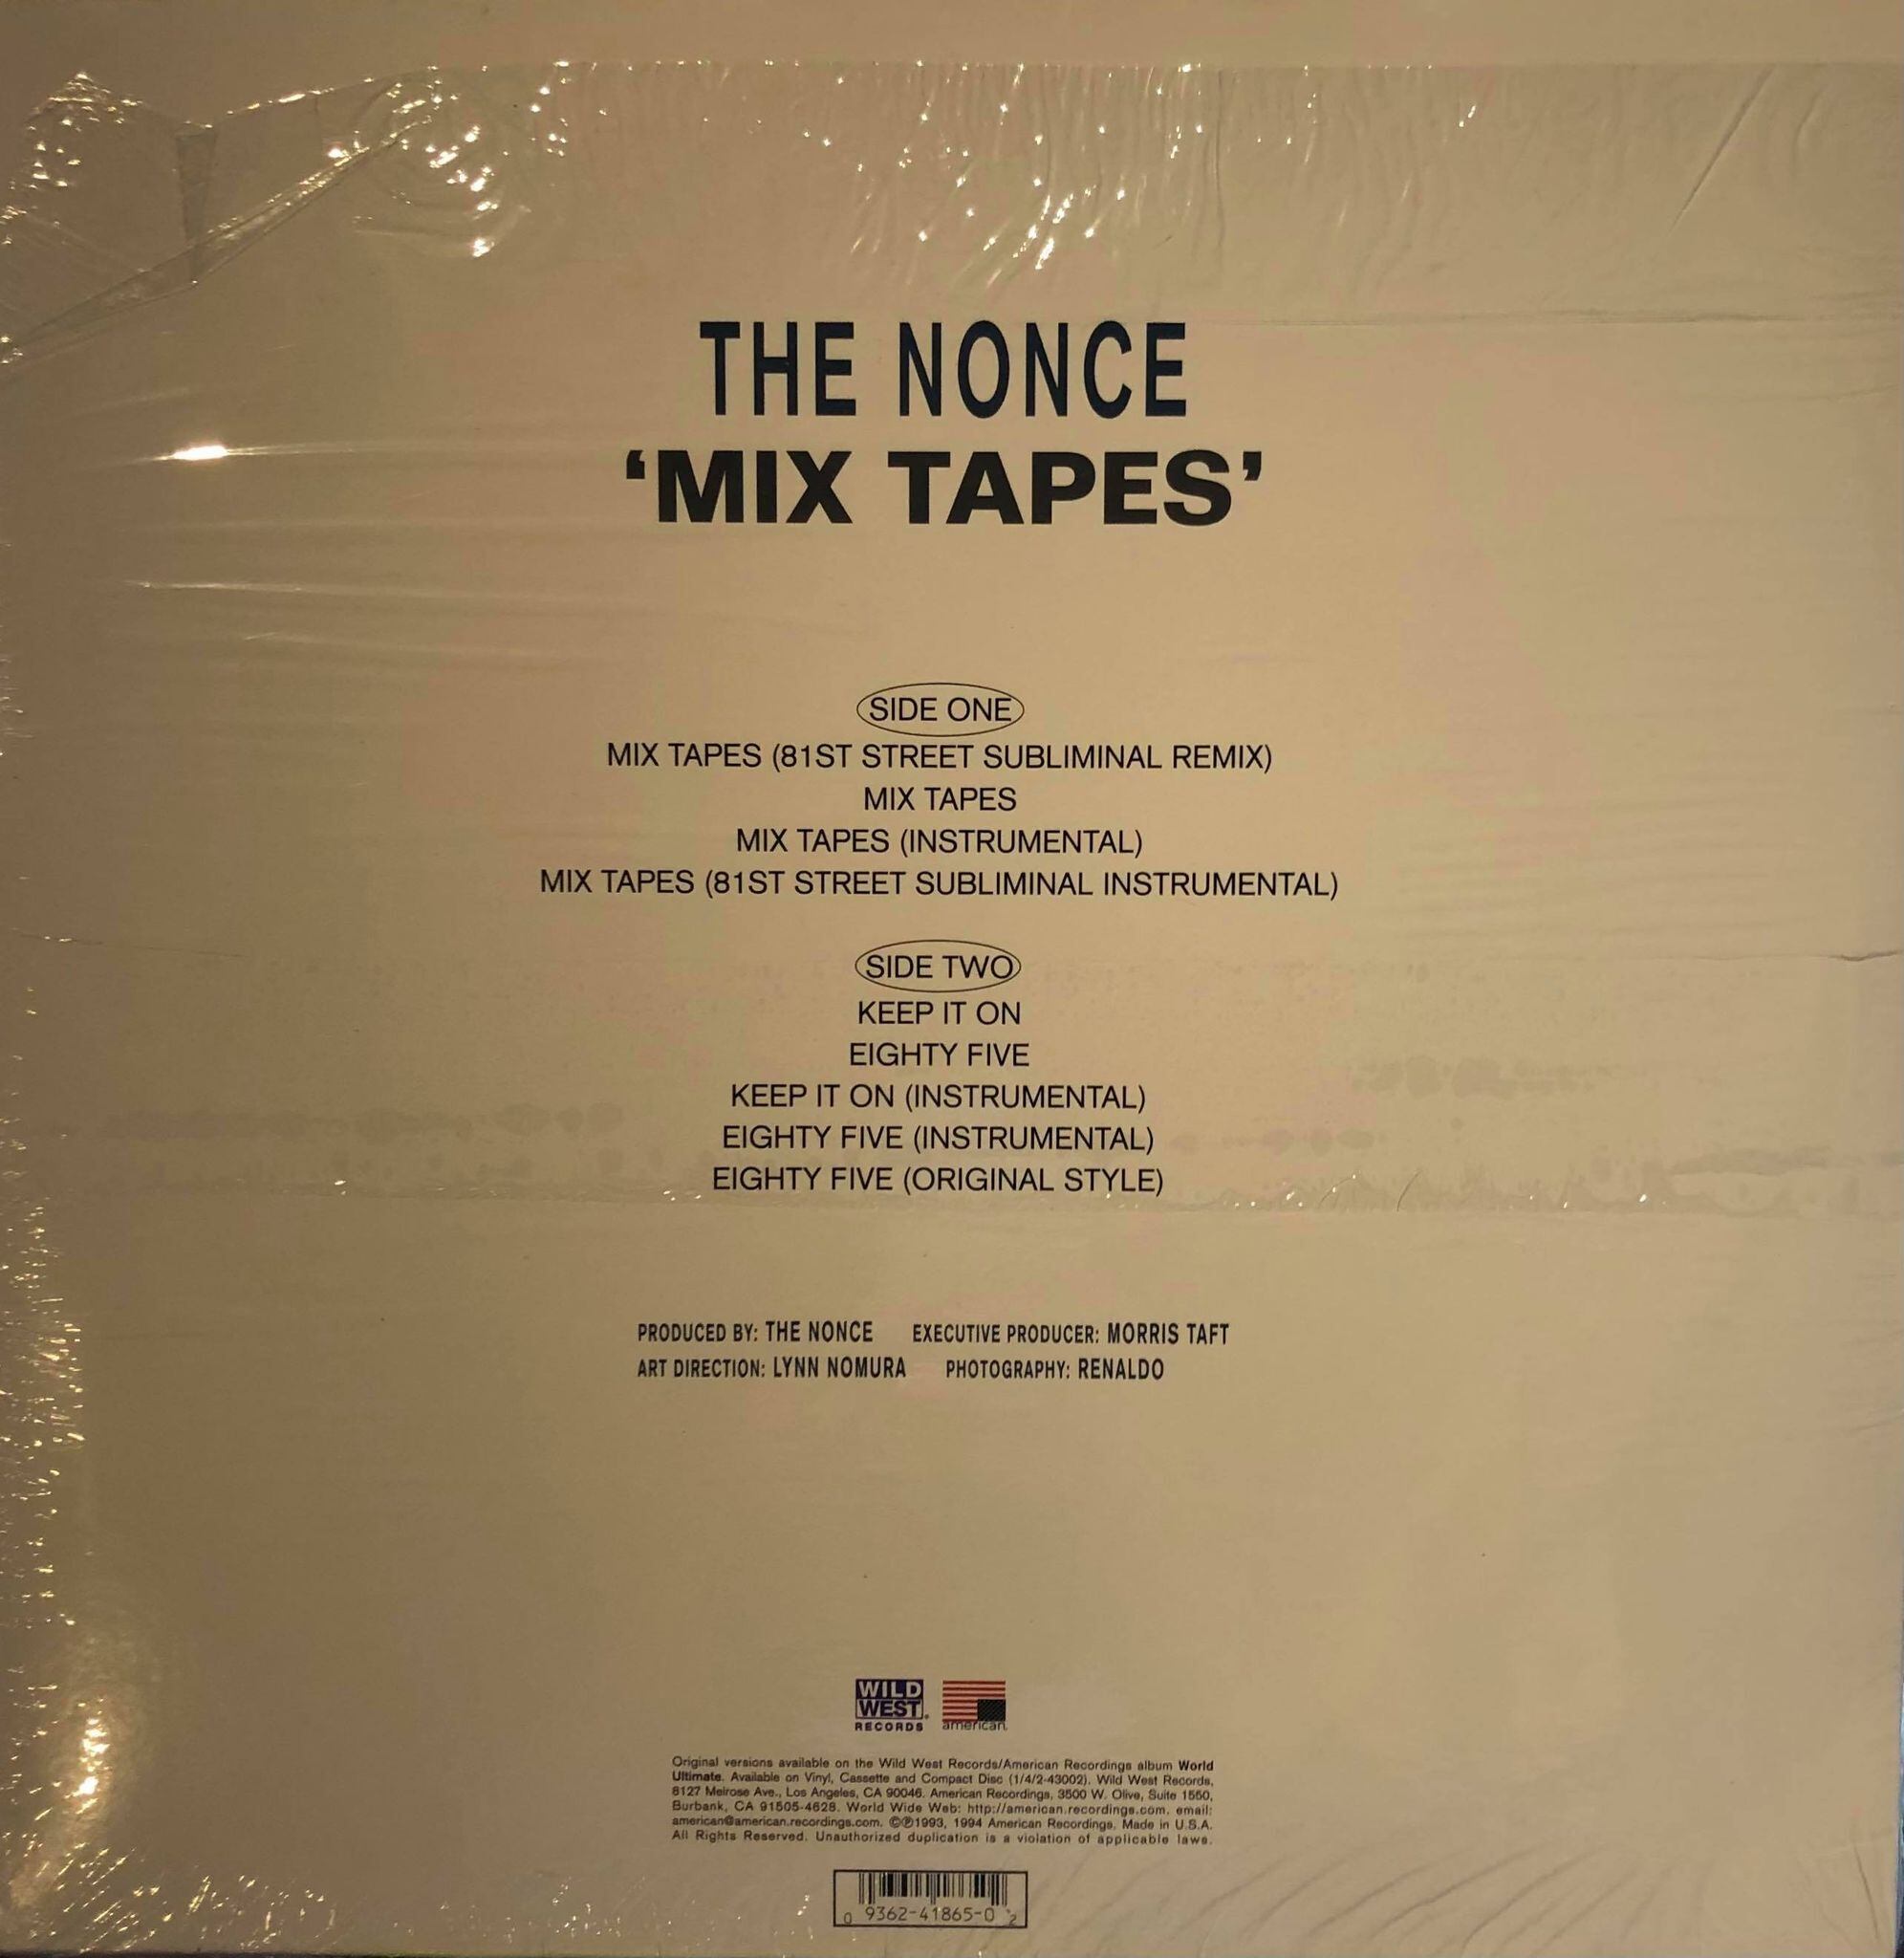 THE NONCE
‘MIX TAPES’
SIDE ONE
MIX TAPES (81ST STREET SUBLIMINAL REMIX)
MIX TAPES
MIX TAPES (INSTRUMENTAL)
MIX TAPES (81ST STREET SUBLIMINAL INSTRUMENTAL)
SIDE TWO
KEEP IT ON
EIGHTY FIVE
KEEP IT ON (INSTRUMENTAL)
EIGHTY FIVE (INSTRUMENTAL)
EIGHTY FIVE (ORIGINAL STYLE)
PRODUCED BY: THE NONCE EXECUTIVE PRODUCER: MORRIS TAFT
ART DIRECTION: LYNN NOMURA PHOTOGRAPHY: RENALDO
WILD
WEST
RECORDS american
Original versions available on the Wild West Records/American Recordings album World
Ultimate. Available on Vinyl, Cassette and Compact Disc (1/4/2-43002). Wild West Records,
8127 Melrose Ave., Los Angeles, CA 90046. American Recordings, 3500 W. Olive, Suite 1550,
Burbank, CA 91505-4628. World Wide Web: http://american.recordings.com. email:
american@american.recordings.com. ©℗1993, 1994 American Recordings. Made in U.S.A.
All Rights Reserved. Unauthorized duplication is a violation of applicable laws.
0 9362-41865-0 2